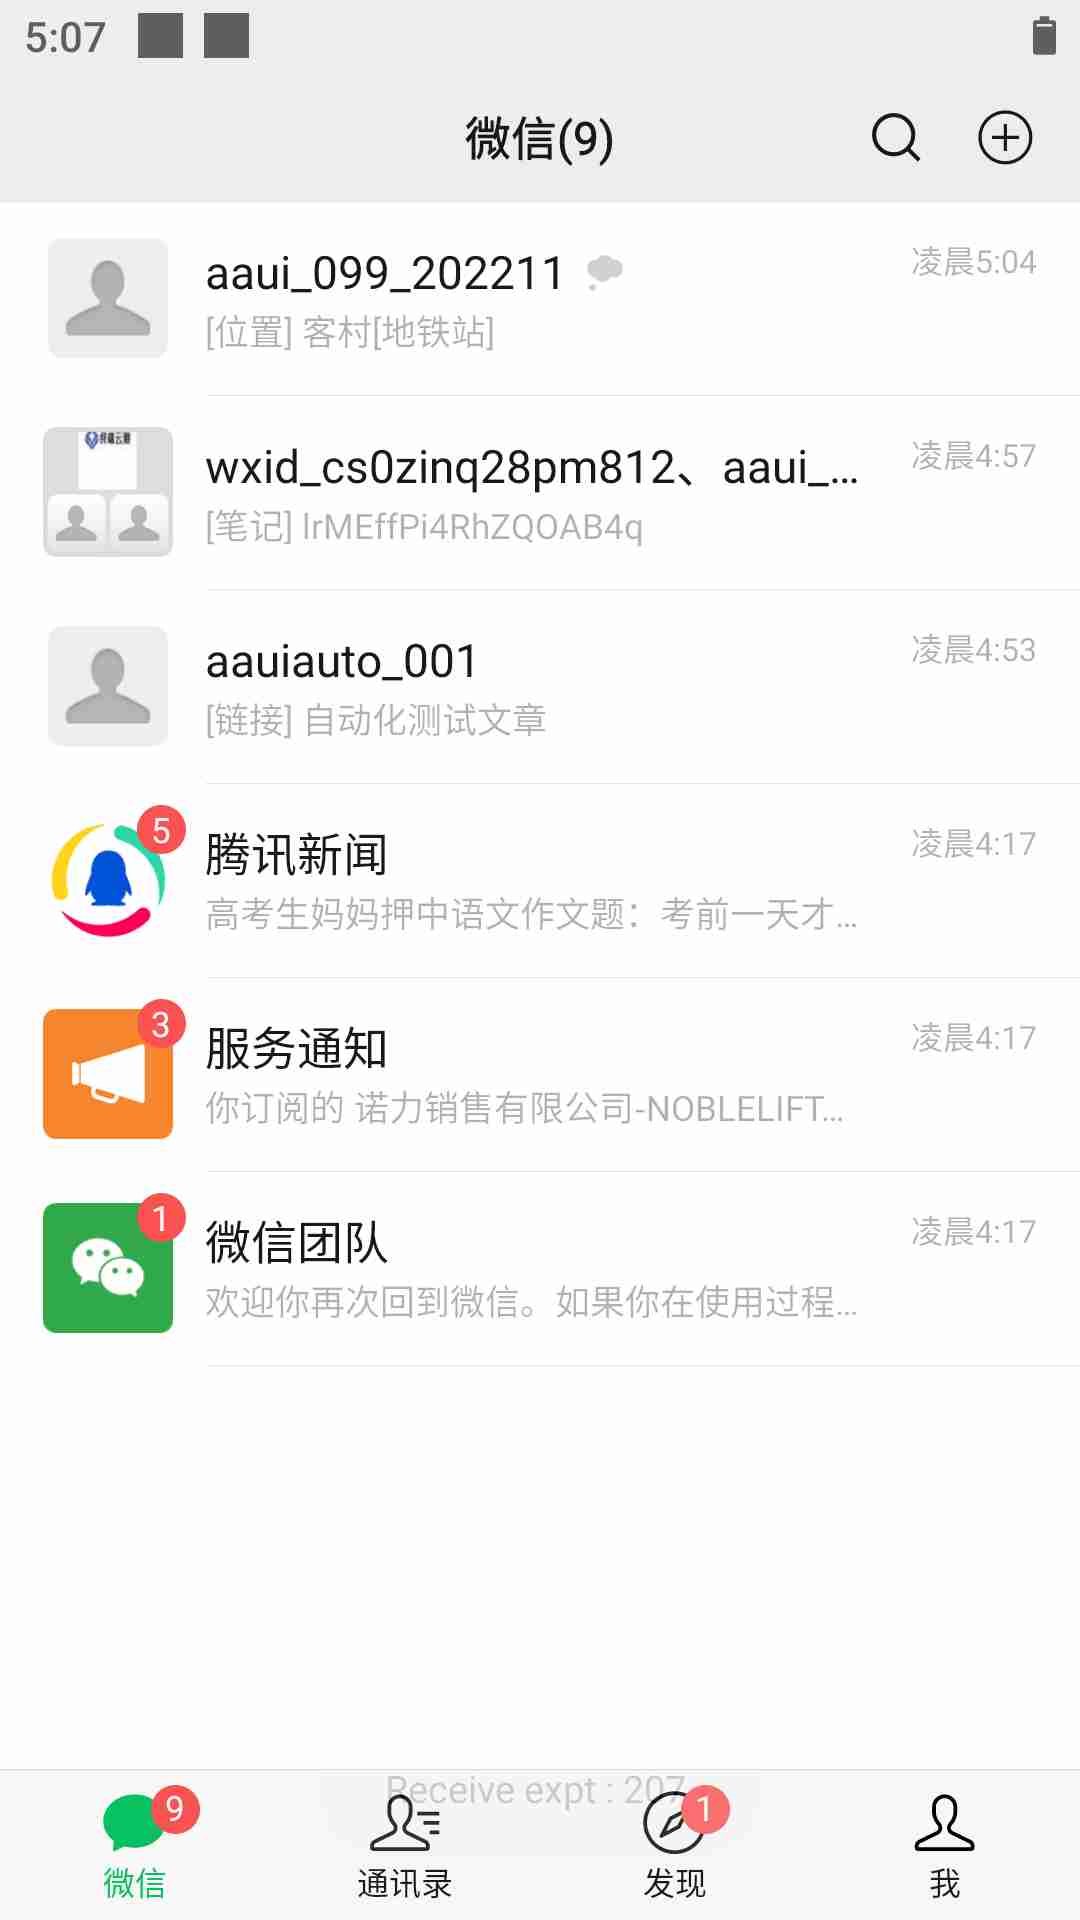 5:07
微信(9)
aaui_099_202211
凌晨5:04
[位置] 客村[地铁站]
wxid_cs0zinq28pm812、aaui_...
凌晨4:57
[笔记] lrMEffPi4RhZQOAB4q
aauiauto_001
凌晨4:53
[链接] 自动化测试文章
5
腾讯新闻
凌晨4:17
高考生妈妈押中语文作文题：考前一天才...
3
服务通知
凌晨4:17
你订阅的 诺力销售有限公司-NOBLELIFT...
1
微信团队
凌晨4:17
欢迎你再次回到微信。如果你在使用过程...
Receive expt : 207
9
1
微信
通讯录
发现
我